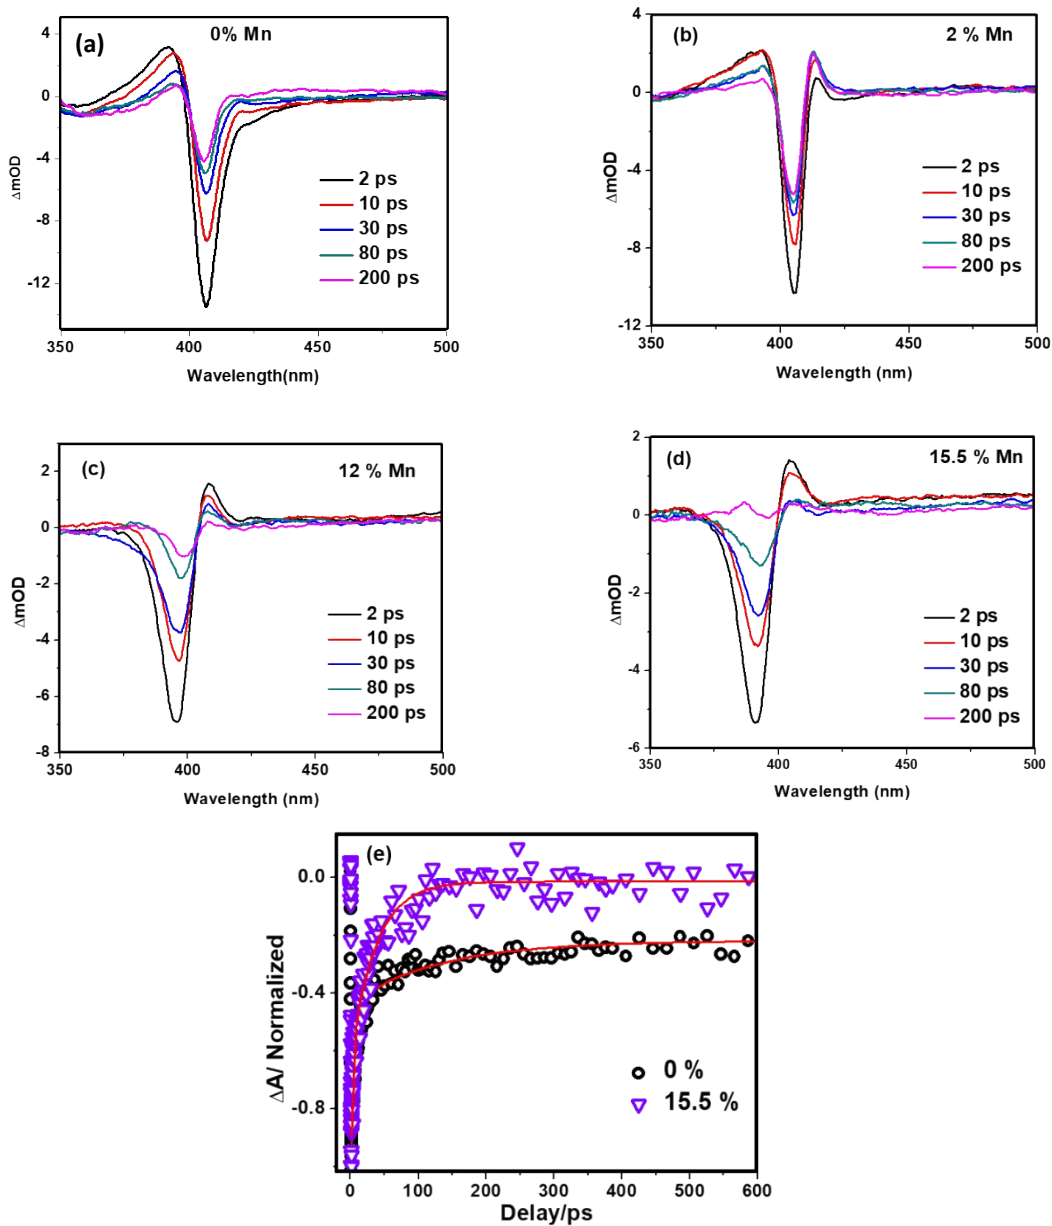 (a)
0% Mn
ΔmOD
4
0
-4
-8
-12
2 ps
10 ps
30 ps
80 ps
200 ps
350 400 450 500
Wavelength(nm)
(b)
2 % Mn
ΔmOD
4
0
-4
-8
-12
2 ps
10 ps
30 ps
80 ps
200 ps
350 400 450 500
Wavelength (nm)
(c)
12 % Mn
ΔmOD
2
0
-2
-4
-6
-8
2 ps
10 ps
30 ps
80 ps
200 ps
350 400 450 500
Wavelength (nm)
(d)
15.5 % Mn
ΔmOD
2
0
-2
-4
-6
2 ps
10 ps
30 ps
80 ps
200 ps
350 400 450 500
Wavelength (nm)
(e)
ΔA/ Normalized
0.0
-0.4
-0.8
0 %
15.5 %
0 100 200 300 400 500 600
Delay/ps